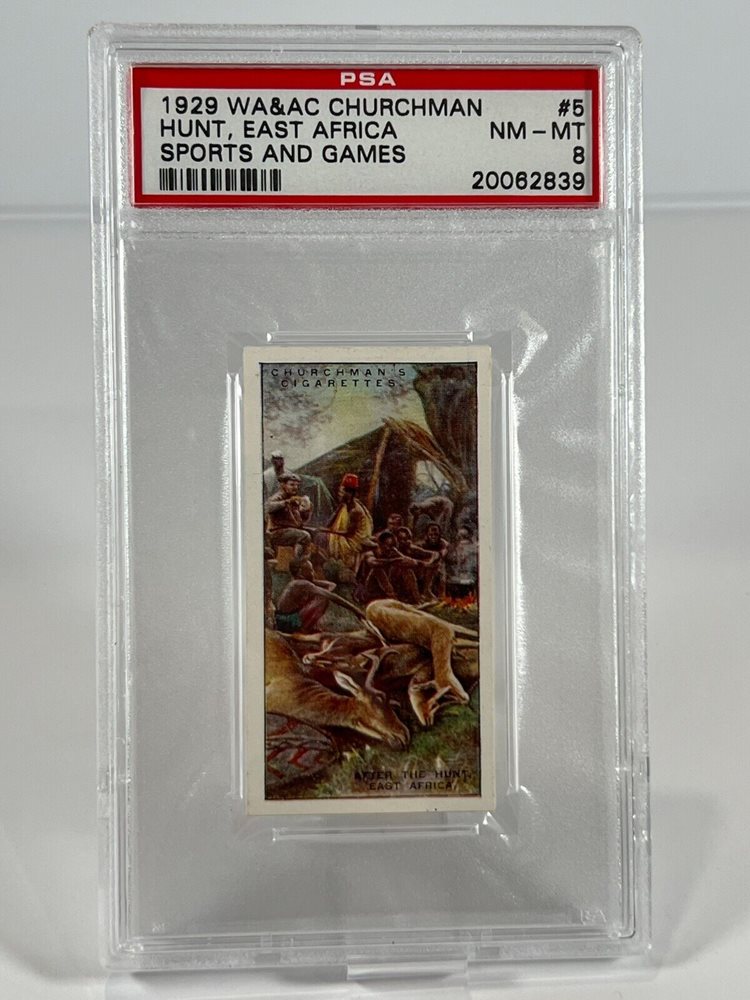 PSA
1929 WA&AC CHURCHMAN #5
HUNT, EAST AFRICA NM - MT
SPORTS AND GAMES 8
20062839
CHURCHMAN'S
CIGARETTES.
AFTER THE HUNT,
EAST AFRICA.